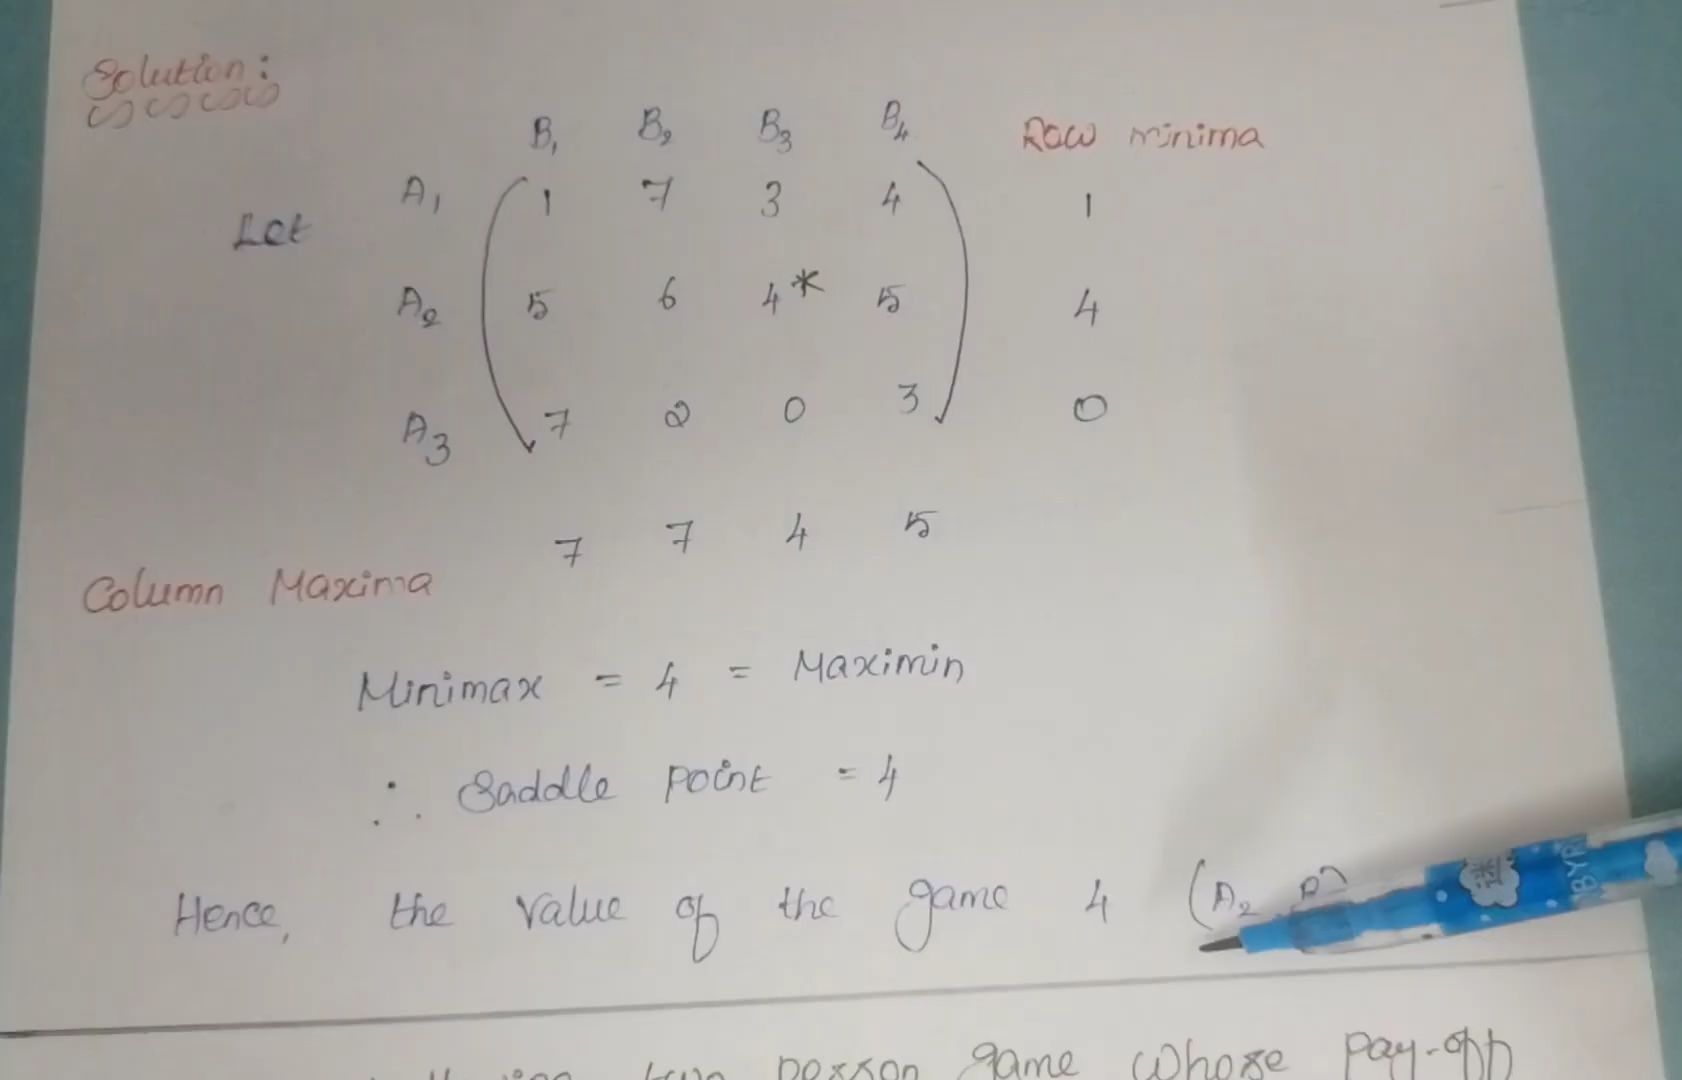 Solution:
B₁ B₂ B₃ B₄ Row minima
A₁ 1 7 3 4 1
Let
A₂ 5 6 4* 5 4
A₃ 7 2 0 3 0
7 7 4 5
Column Maxima
Minimax = 4 = Maximin
∴ Saddle point = 4
Hence, the value of the game 4 (A₂
game whose pay-off